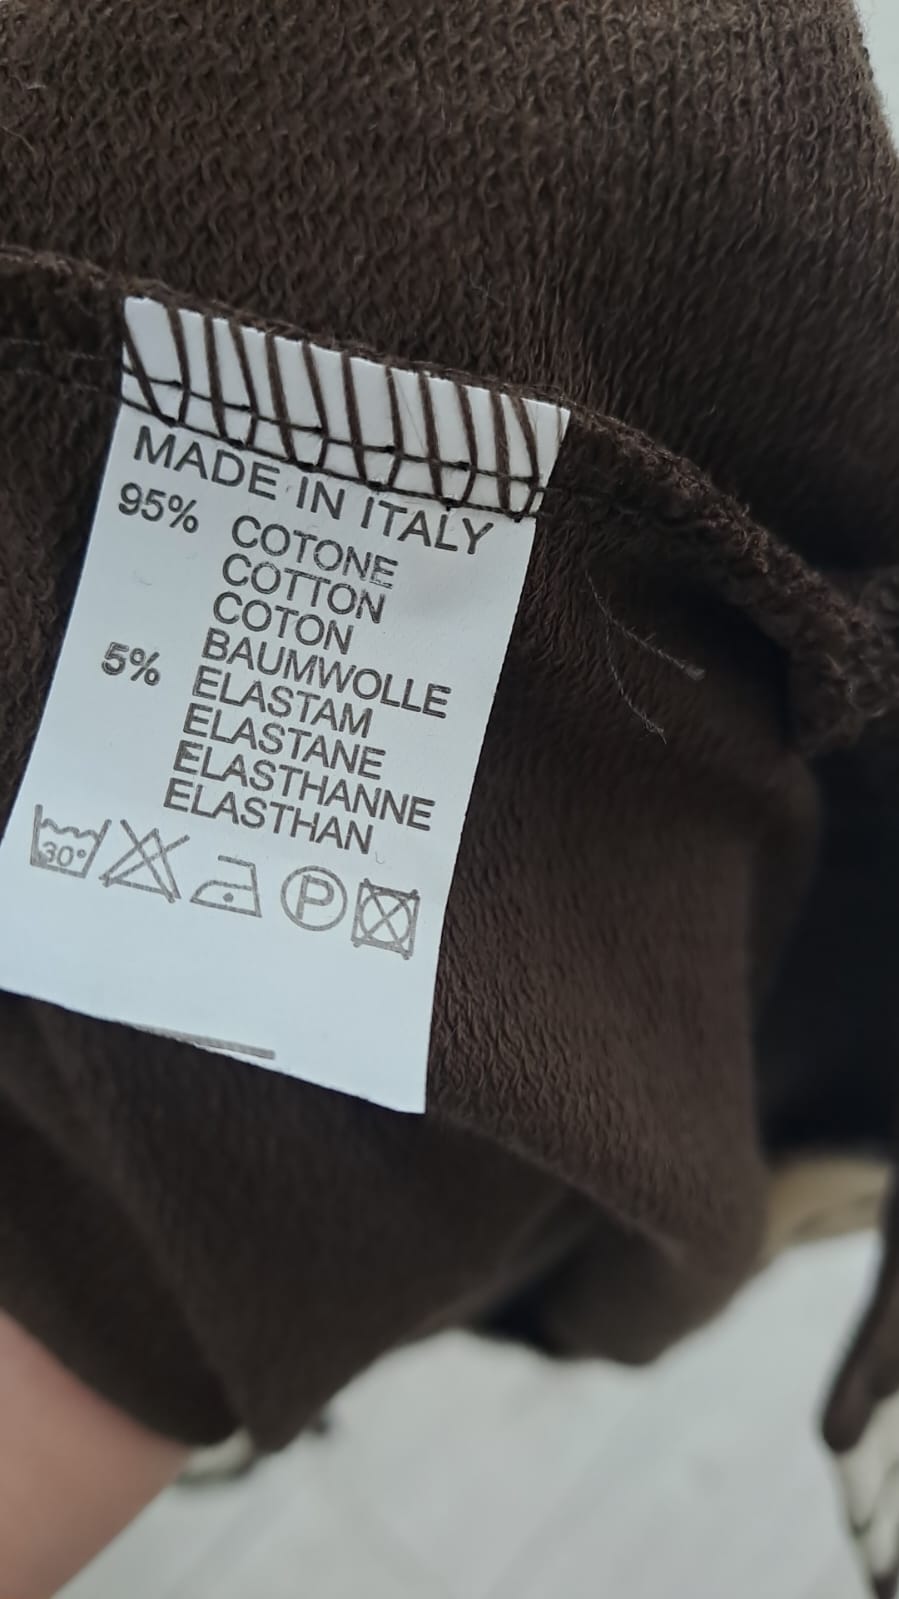 MADE IN ITALY
95% COTONE
COTTON
COTON
BAUMWOLLE
5% ELASTAM
ELASTANE
ELASTHANNE
ELASTHAN
30° P